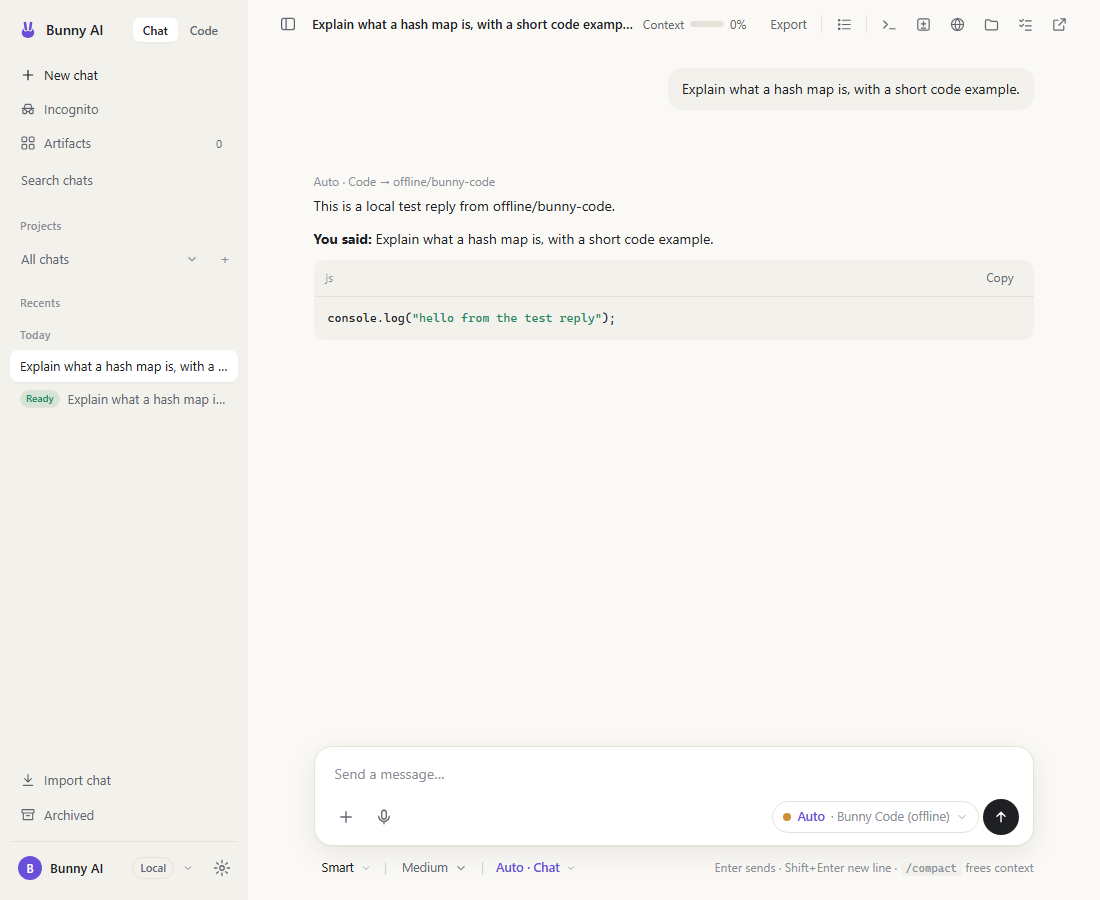 Bunny AI
Chat
Code
New chat
Incognito
Artifacts
0
Search chats
Projects
All chats
+
Recents
Today
Explain what a hash map is, with a ...
Ready
Explain what a hash map i...
Import chat
Archived
B
Bunny AI
Local
Explain what a hash map is, with a short code examp...
Context
0%
Export
Explain what a hash map is, with a short code example.
Auto · Code → offline/bunny-code
This is a local test reply from offline/bunny-code.
You said: Explain what a hash map is, with a short code example.
js
Copy
console.log("hello from the test reply");
Send a message...
Auto · Bunny Code (offline)
Smart
Medium
Auto · Chat
Enter sends · Shift+Enter new line · /compact frees context